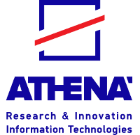 ATHENA
Research & Innovation
Information Technologies